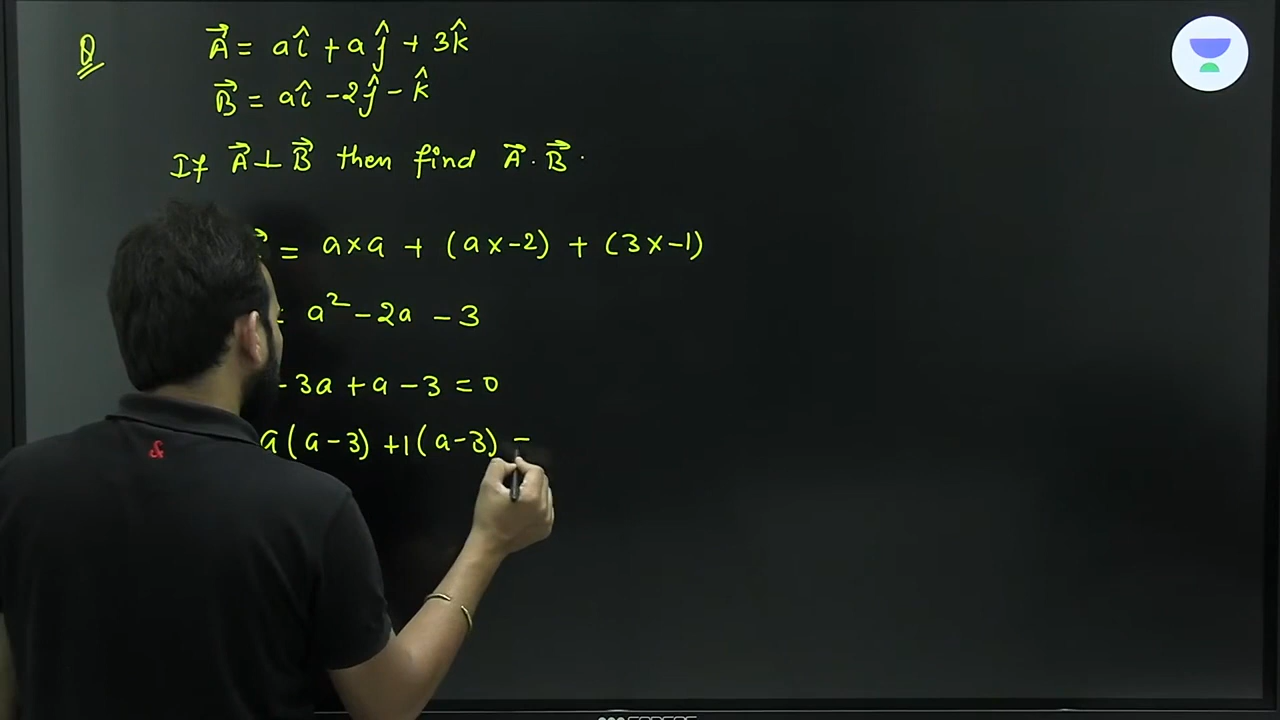 Q
A⃗ = aî + aĵ + 3k̂
B⃗ = aî - 2ĵ - k̂
If A⃗ ⊥ B⃗ then find A⃗ . B⃗ .
= a×a + (a×-2) + (3×-1)
= a² - 2a - 3
- 3a + a - 3 = 0
a(a-3) +1(a-3) =